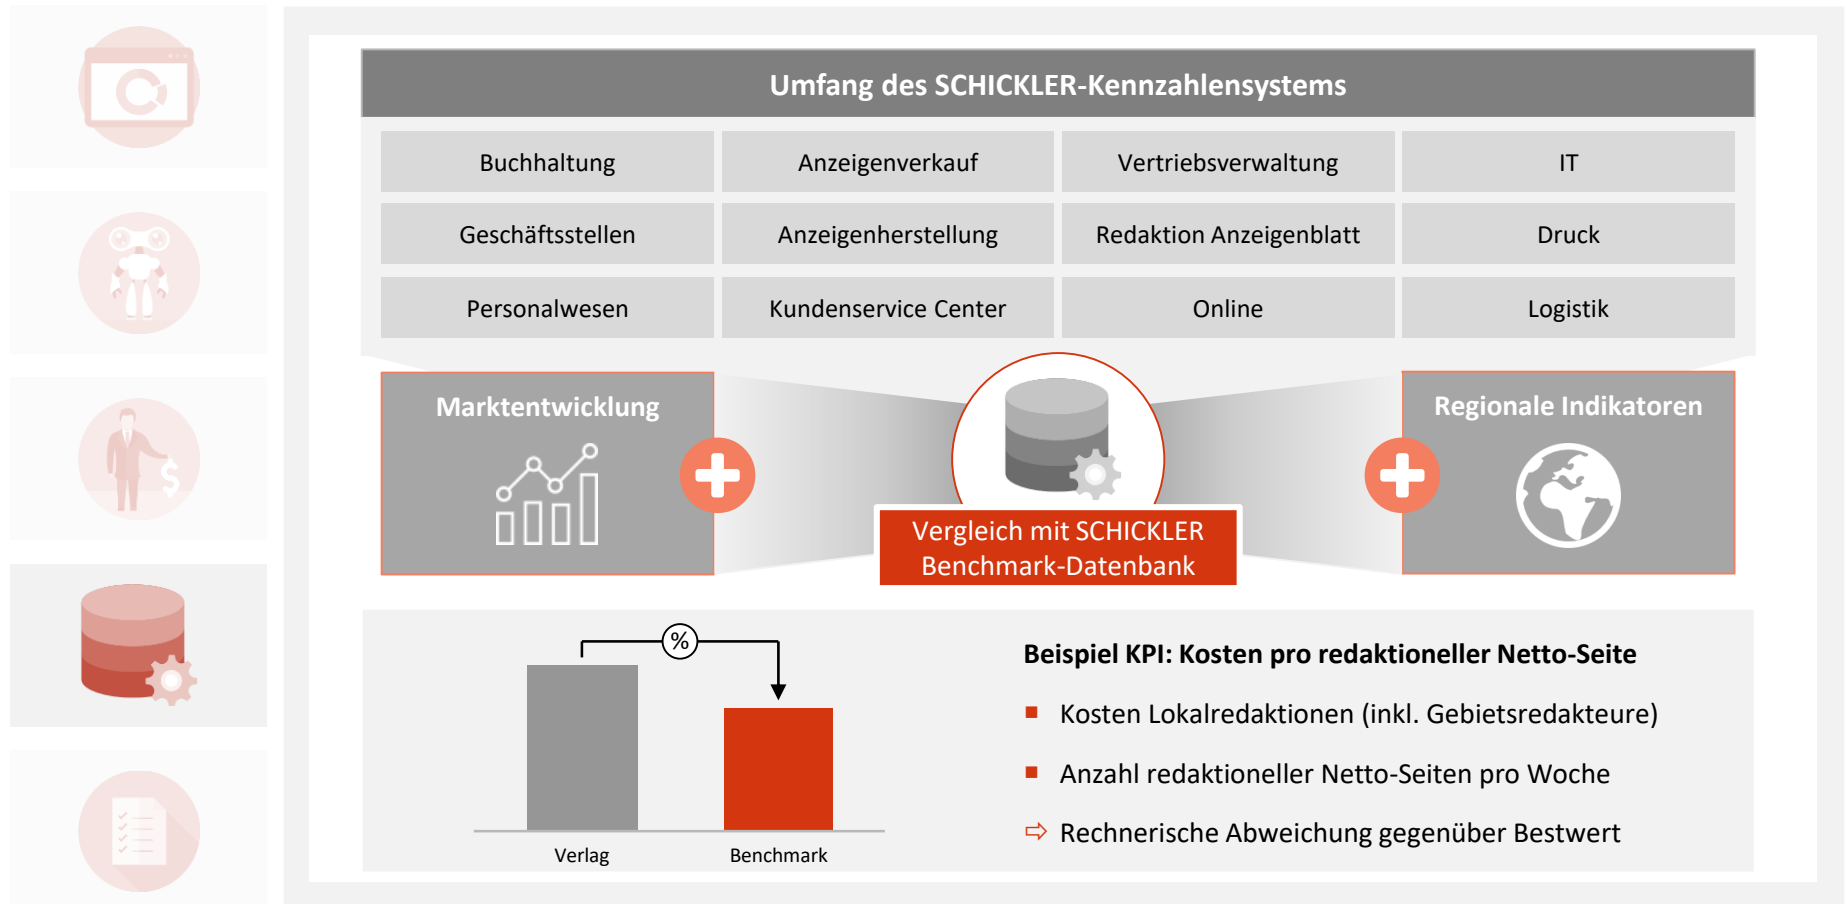 Umfang des SCHICKLER-Kennzahlensystems
Buchhaltung
Anzeigenverkauf
Vertriebsverwaltung
IT
Geschäftsstellen
Anzeigenherstellung
Redaktion Anzeigenblatt
Druck
Personalwesen
Kundenservice Center
Online
Logistik
Marktentwicklung
Regionale Indikatoren
$
Vergleich mit SCHICKLER
Benchmark-Datenbank
%
Verlag
Benchmark
Beispiel KPI: Kosten pro redaktioneller Netto-Seite
Kosten Lokalredaktionen (inkl. Gebietsredakteure)
Anzahl redaktioneller Netto-Seiten pro Woche
Rechnerische Abweichung gegenüber Bestwert